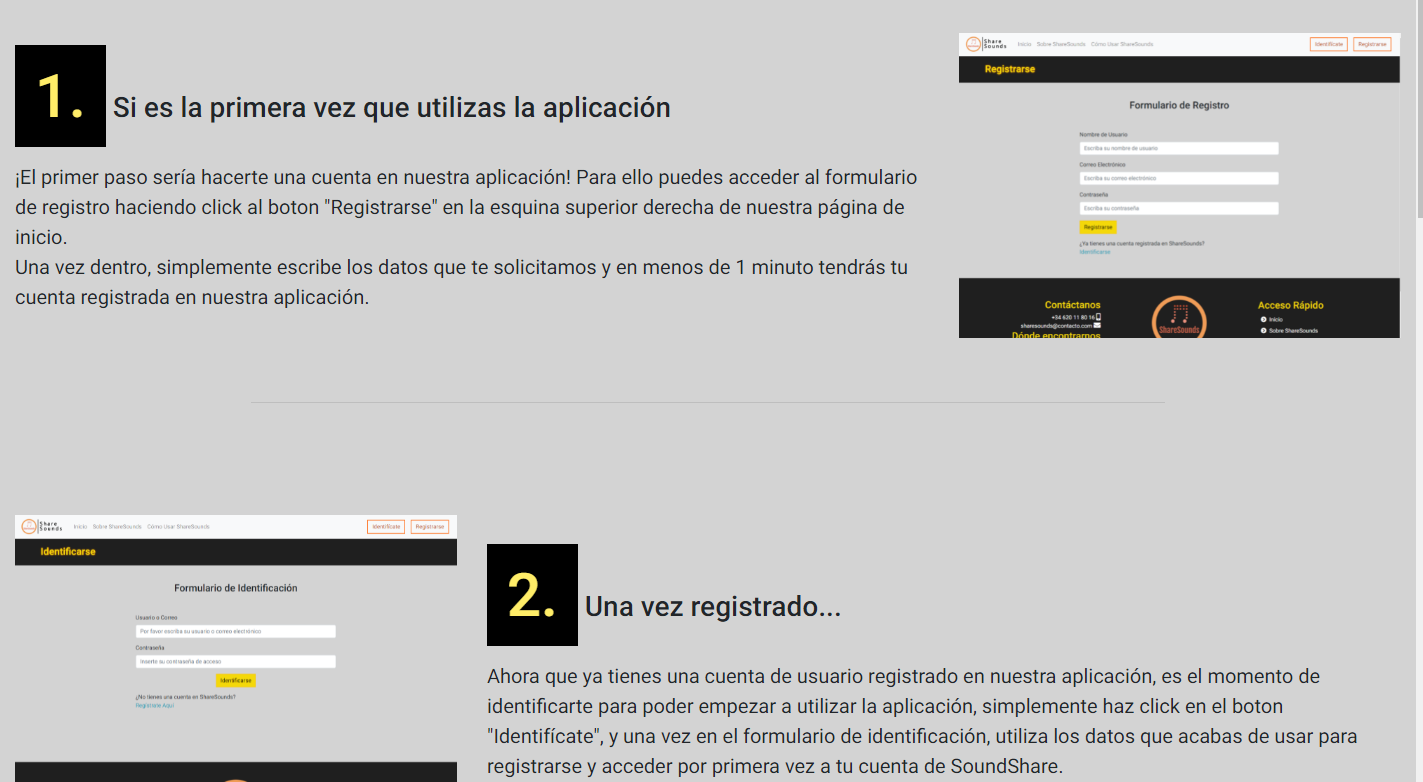 1. Si es la primera vez que utilizas la aplicación
¡El primer paso sería hacerte una cuenta en nuestra aplicación! Para ello puedes acceder al formulario
de registro haciendo click al boton "Registrarse" en la esquina superior derecha de nuestra página de
inicio.
Una vez dentro, simplemente escribe los datos que te solicitamos y en menos de 1 minuto tendrás tu
cuenta registrada en nuestra aplicación.
Share
Sounds
Inicio Sobre ShareSounds Cómo Usar ShareSounds
Identifícate Registrarse
Registrarse
Formulario de Registro
Nombre de Usuario
Escriba su nombre de usuario
Correo Electrónico
Escriba su correo electrónico
Contraseña
Escriba su contraseña
Registrarse
¿Ya tienes una cuenta registrada en ShareSounds?
Identificarse
Contáctanos
+34 620 11 80 16
sharesounds@contacto.com
Dónde encontrarnos
ShareSounds
Acceso Rápido
Inicio
Sobre ShareSounds
Share
Sounds
Inicio Sobre ShareSounds Cómo Usar ShareSounds
Identifícate Registrarse
Identificarse
Formulario de Identificación
Usuario o Correo
Por favor escriba su usuario o correo electrónico
Contraseña
Inserte su contraseña de acceso
Identificarse
¿No tienes una cuenta en ShareSounds?
Regístrate Aquí
2. Una vez registrado...
Ahora que ya tienes una cuenta de usuario registrado en nuestra aplicación, es el momento de
identificarte para poder empezar a utilizar la aplicación, simplemente haz click en el boton
"Identifícate", y una vez en el formulario de identificación, utiliza los datos que acabas de usar para
registrarse y acceder por primera vez a tu cuenta de SoundShare.